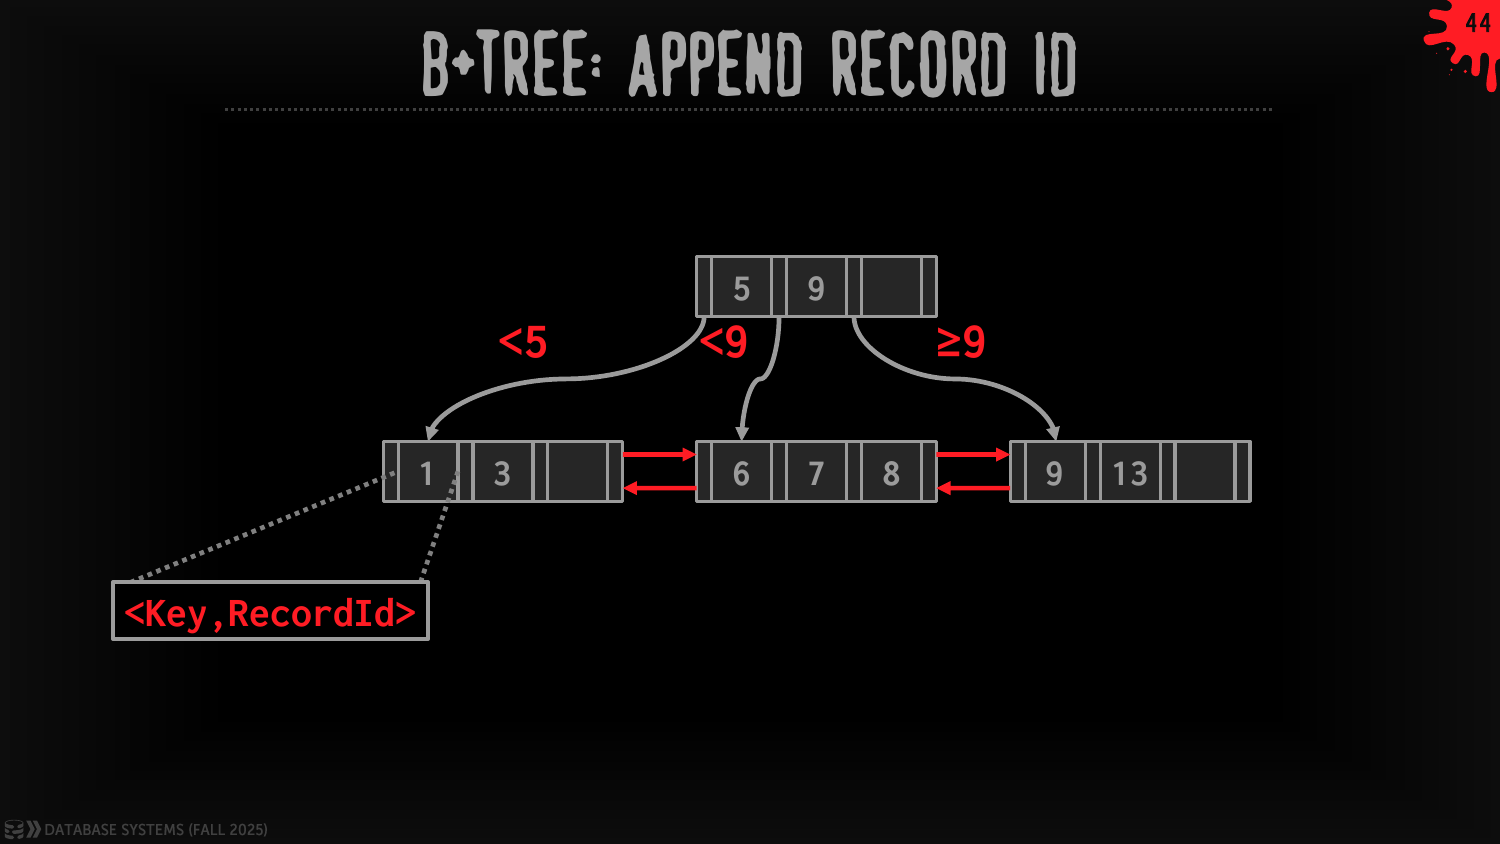 44
B+TREE: APPEND RECORD ID
5 9
<5 <9 ≥9
1 3 6 7 8 9 13
<Key,RecordId>
DATABASE SYSTEMS (FALL 2025)